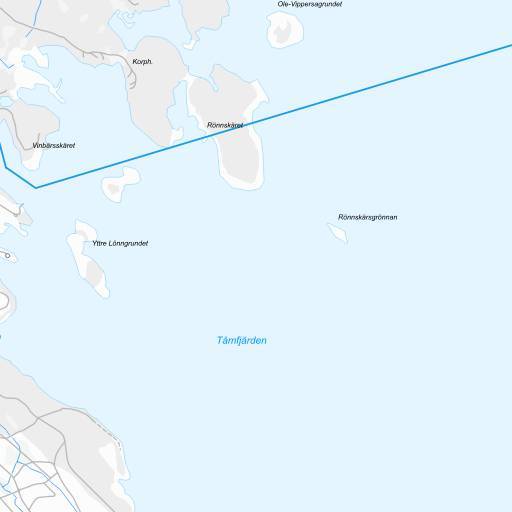 Ole-Vippersagrundet
Korph.
Rönnskäret
Vinbärsskäret
Rönnskärsgrönnan
Yttre Lönngrundet
Tåmfjärden